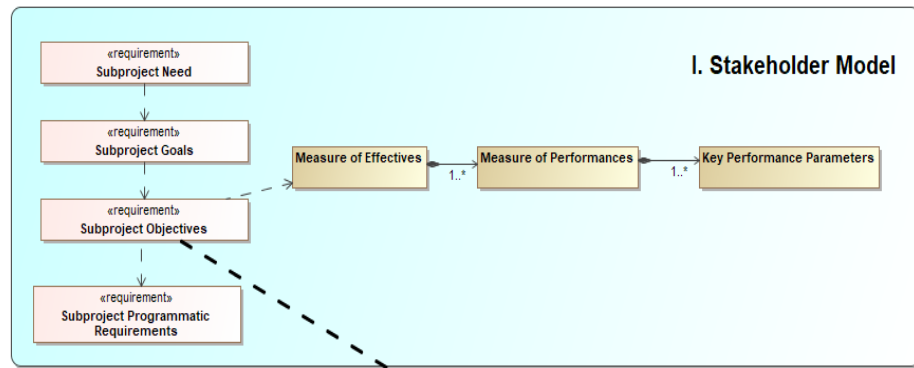 I. Stakeholder Model
«requirement»
Subproject Need
«requirement»
Subproject Goals
Measure of Effectives
1..*
Measure of Performances
1..*
Key Performance Parameters
«requirement»
Subproject Objectives
«requirement»
Subproject Programmatic
Requirements